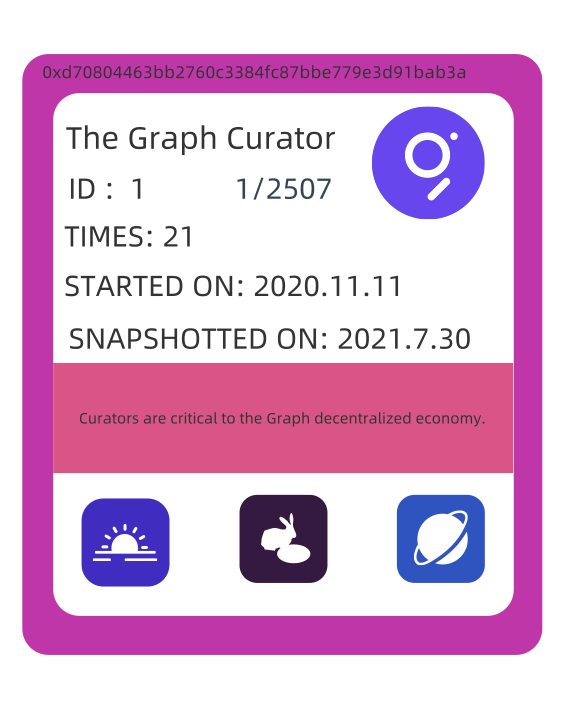 0xd70804463bb2760c3384fc87bbe779e3d91bab3a
The Graph Curator
ID : 1 1/2507
TIMES: 21
STARTED ON: 2020.11.11
SNAPSHOTTED ON: 2021.7.30
Curators are critical to the Graph decentralized economy.